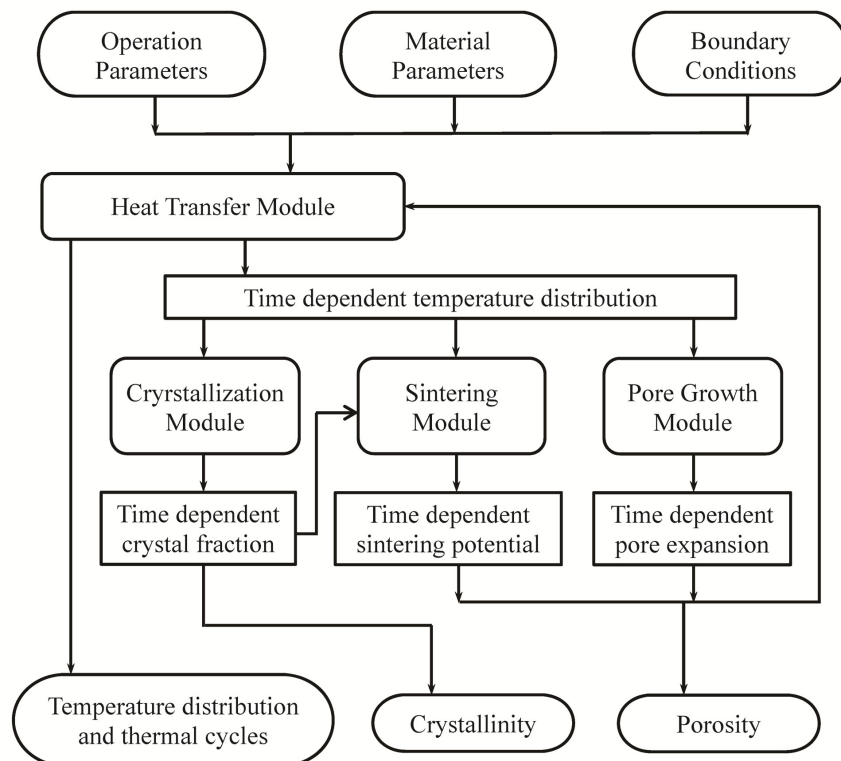 Operation
Parameters
Material
Parameters
Boundary
Conditions
Heat Transfer Module
Time dependent temperature distribution
Cryrstallization
Module
Sintering
Module
Pore Growth
Module
Time dependent
crystal fraction
Time dependent
sintering potential
Time dependent
pore expansion
Temperature distribution
and thermal cycles
Crystallinity
Porosity